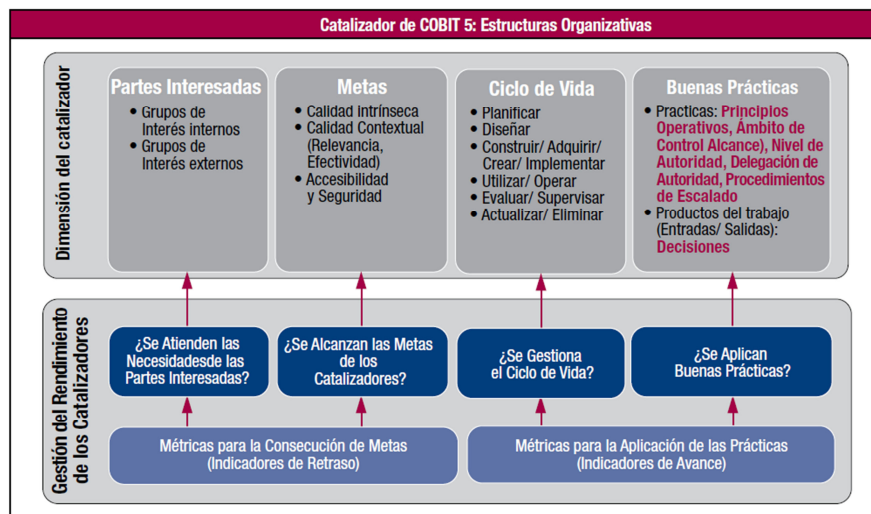 Catalizador de COBIT 5: Estructuras Organizativas
Dimensión del catalizador
Partes Interesadas
• Grupos de
Interés internos
• Grupos de
Interés externos
Metas
• Calidad Intrínseca
• Calidad Contextual
(Relevancia,
Efectividad)
• Accesibilidad
y Seguridad
Ciclo de Vida
• Planificar
• Diseñar
• Construir/ Adquirir/
Crear/ Implementar
• Utilizar/ Operar
• Evaluar/ Supervisar
• Actualizar/ Eliminar
Buenas Prácticas
• Practicas: Principios
Operativos, Ámbito de
Control Alcance), Nivel de
Autoridad, Delegación de
Autoridad, Procedimientos
de Escalado
• Productos del trabajo
(Entradas/ Salidas):
Decisiones
Gestión del Rendimiento
de los Catalizadores
¿Se Atienden las
Necesidadesde las
Partes Interesadas?
¿Se Alcanzan las Metas
de los
Catalizadores?
¿Se Gestiona
el Ciclo de Vida?
¿Se Aplican
Buenas Prácticas?
Métricas para la Consecución de Metas
(Indicadores de Retraso)
Métricas para la Aplicación de las Prácticas
(Indicadores de Avance)